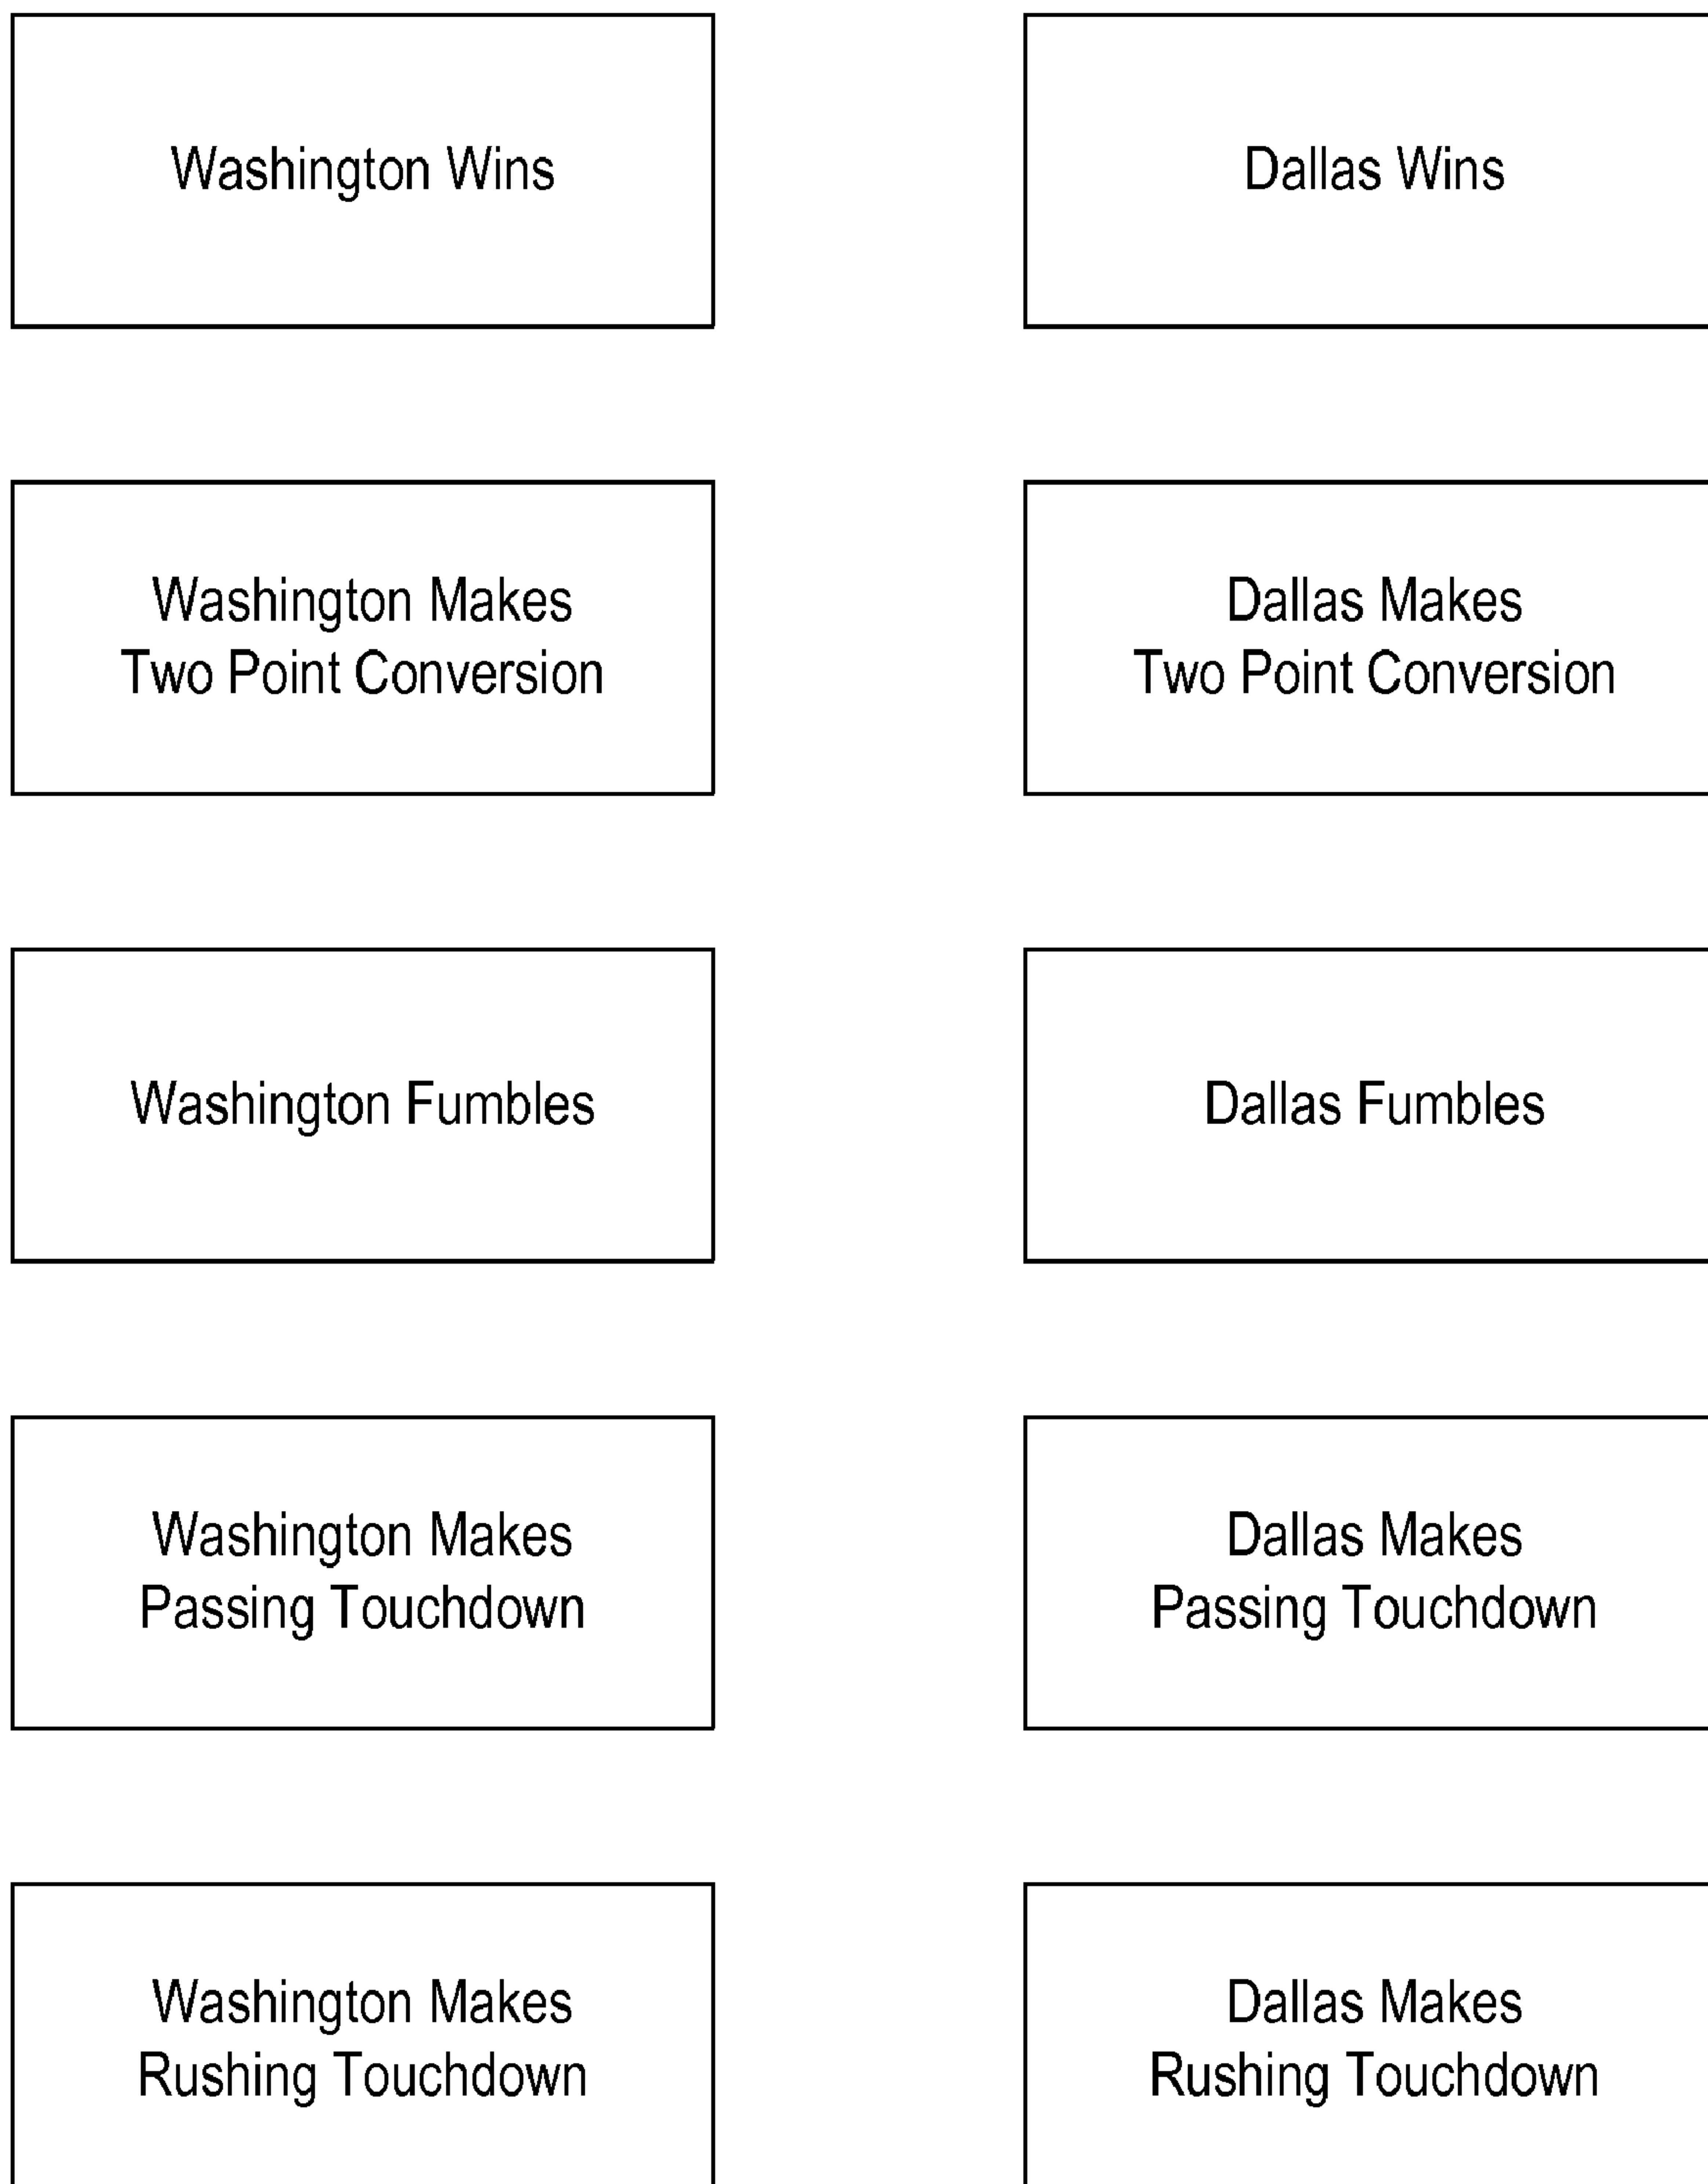 Washington Wins
Dallas Wins
Washington Makes
Two Point Conversion
Dallas Makes
Two Point Conversion
Washington Fumbles
Dallas Fumbles
Washington Makes
Passing Touchdown
Dallas Makes
Passing Touchdown
Washington Makes
Rushing Touchdown
Dallas Makes
Rushing Touchdown